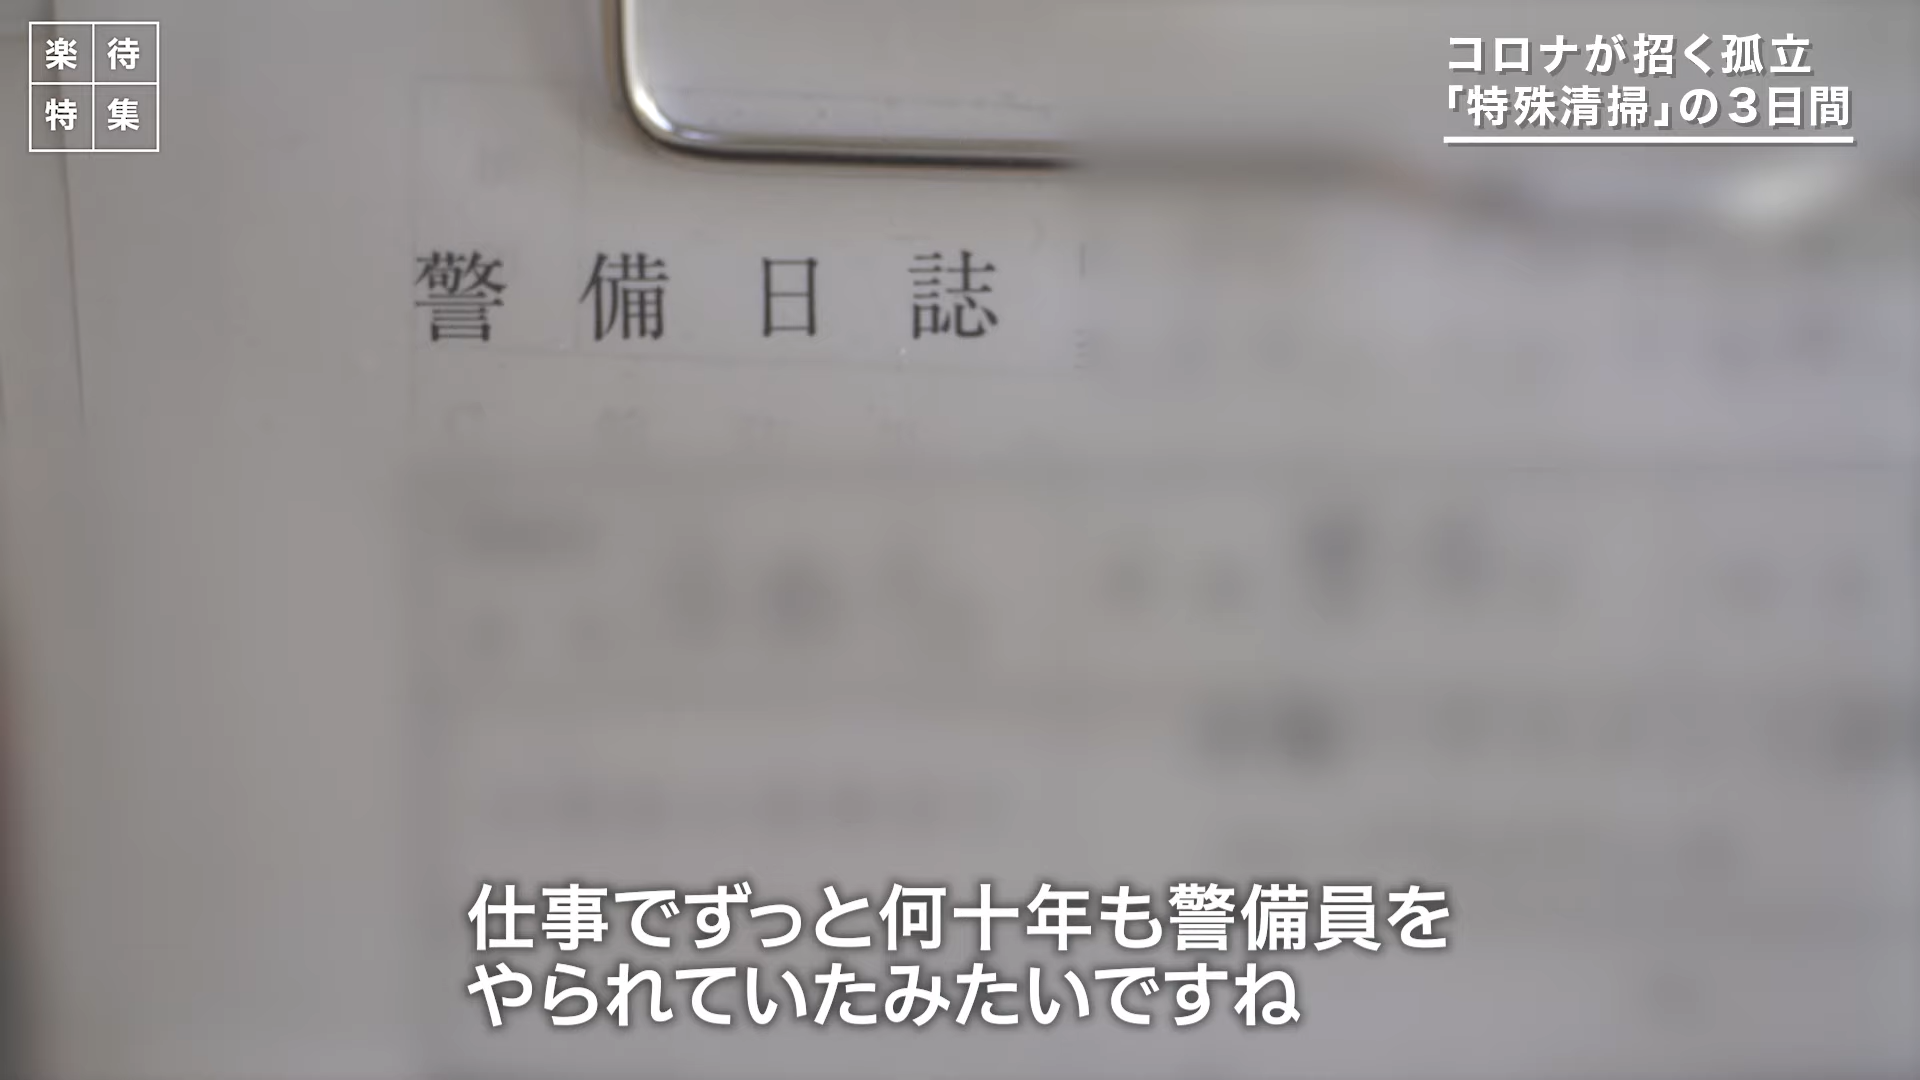 楽待
特集
コロナが招く孤立
「特殊清掃」の３日間
警備日誌
仕事でずっと何十年も警備員を
やられていたみたいですね